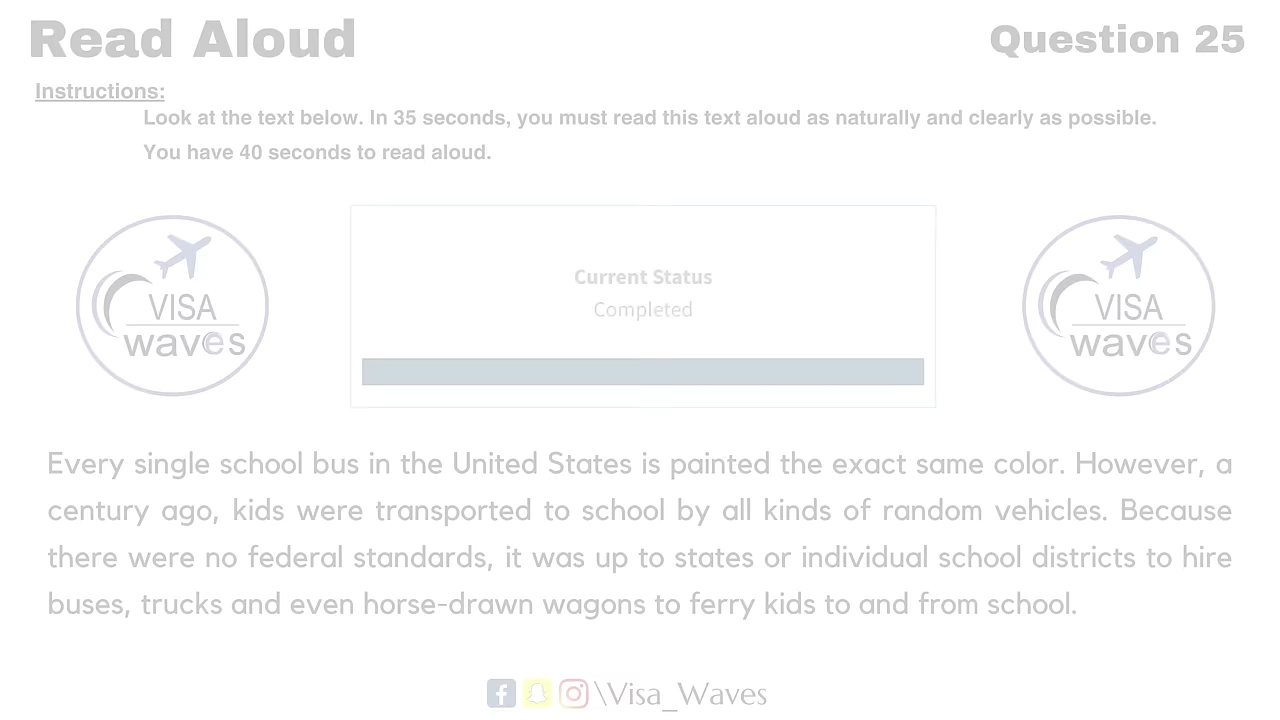 Read Aloud
Question 25
Instructions:
Look at the text below. In 35 seconds, you must read this text aloud as naturally and clearly as possible.
You have 40 seconds to read aloud.
VISA
waves
Current Status
Completed
VISA
waves
Every single school bus in the United States is painted the exact same color. However, a
century ago, kids were transported to school by all kinds of random vehicles. Because
there were no federal standards, it was up to states or individual school districts to hire
buses, trucks and even horse-drawn wagons to ferry kids to and from school.
\Visa_Waves